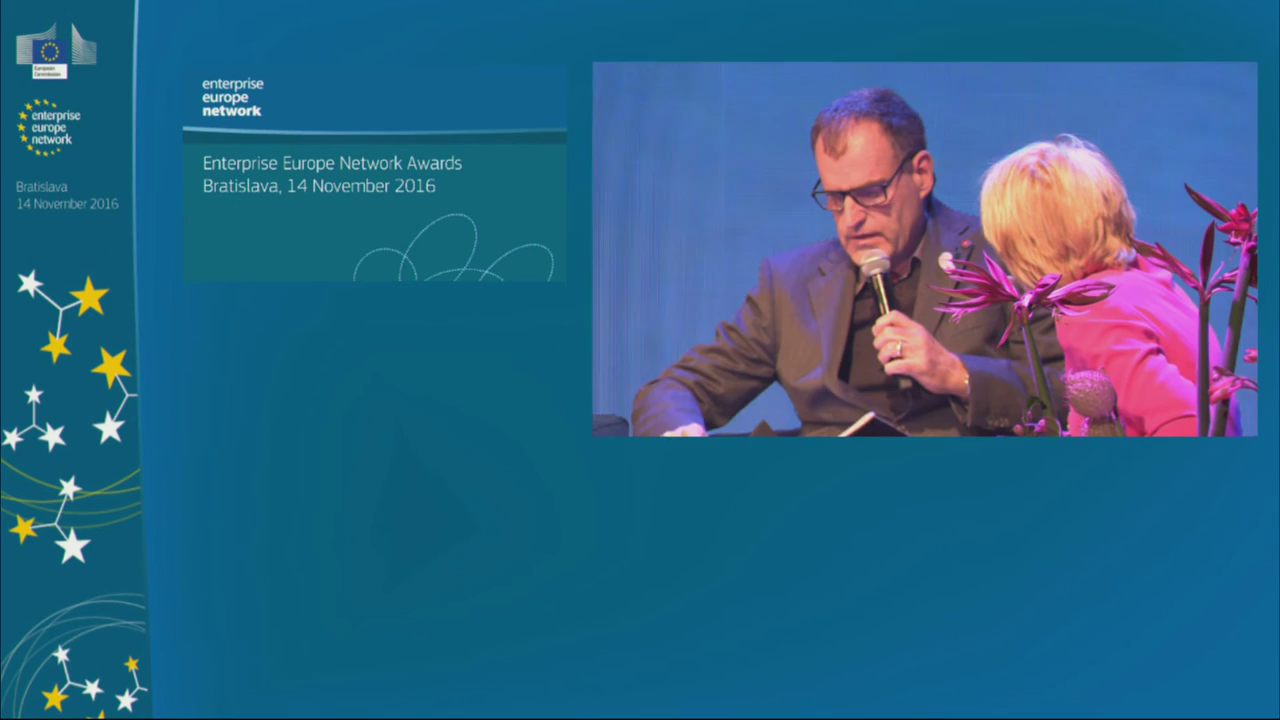 European
Commission
enterprise
europe
network
Bratislava
14 November 2016
enterprise
europe
network
Enterprise Europe Network Awards
Bratislava, 14 November 2016